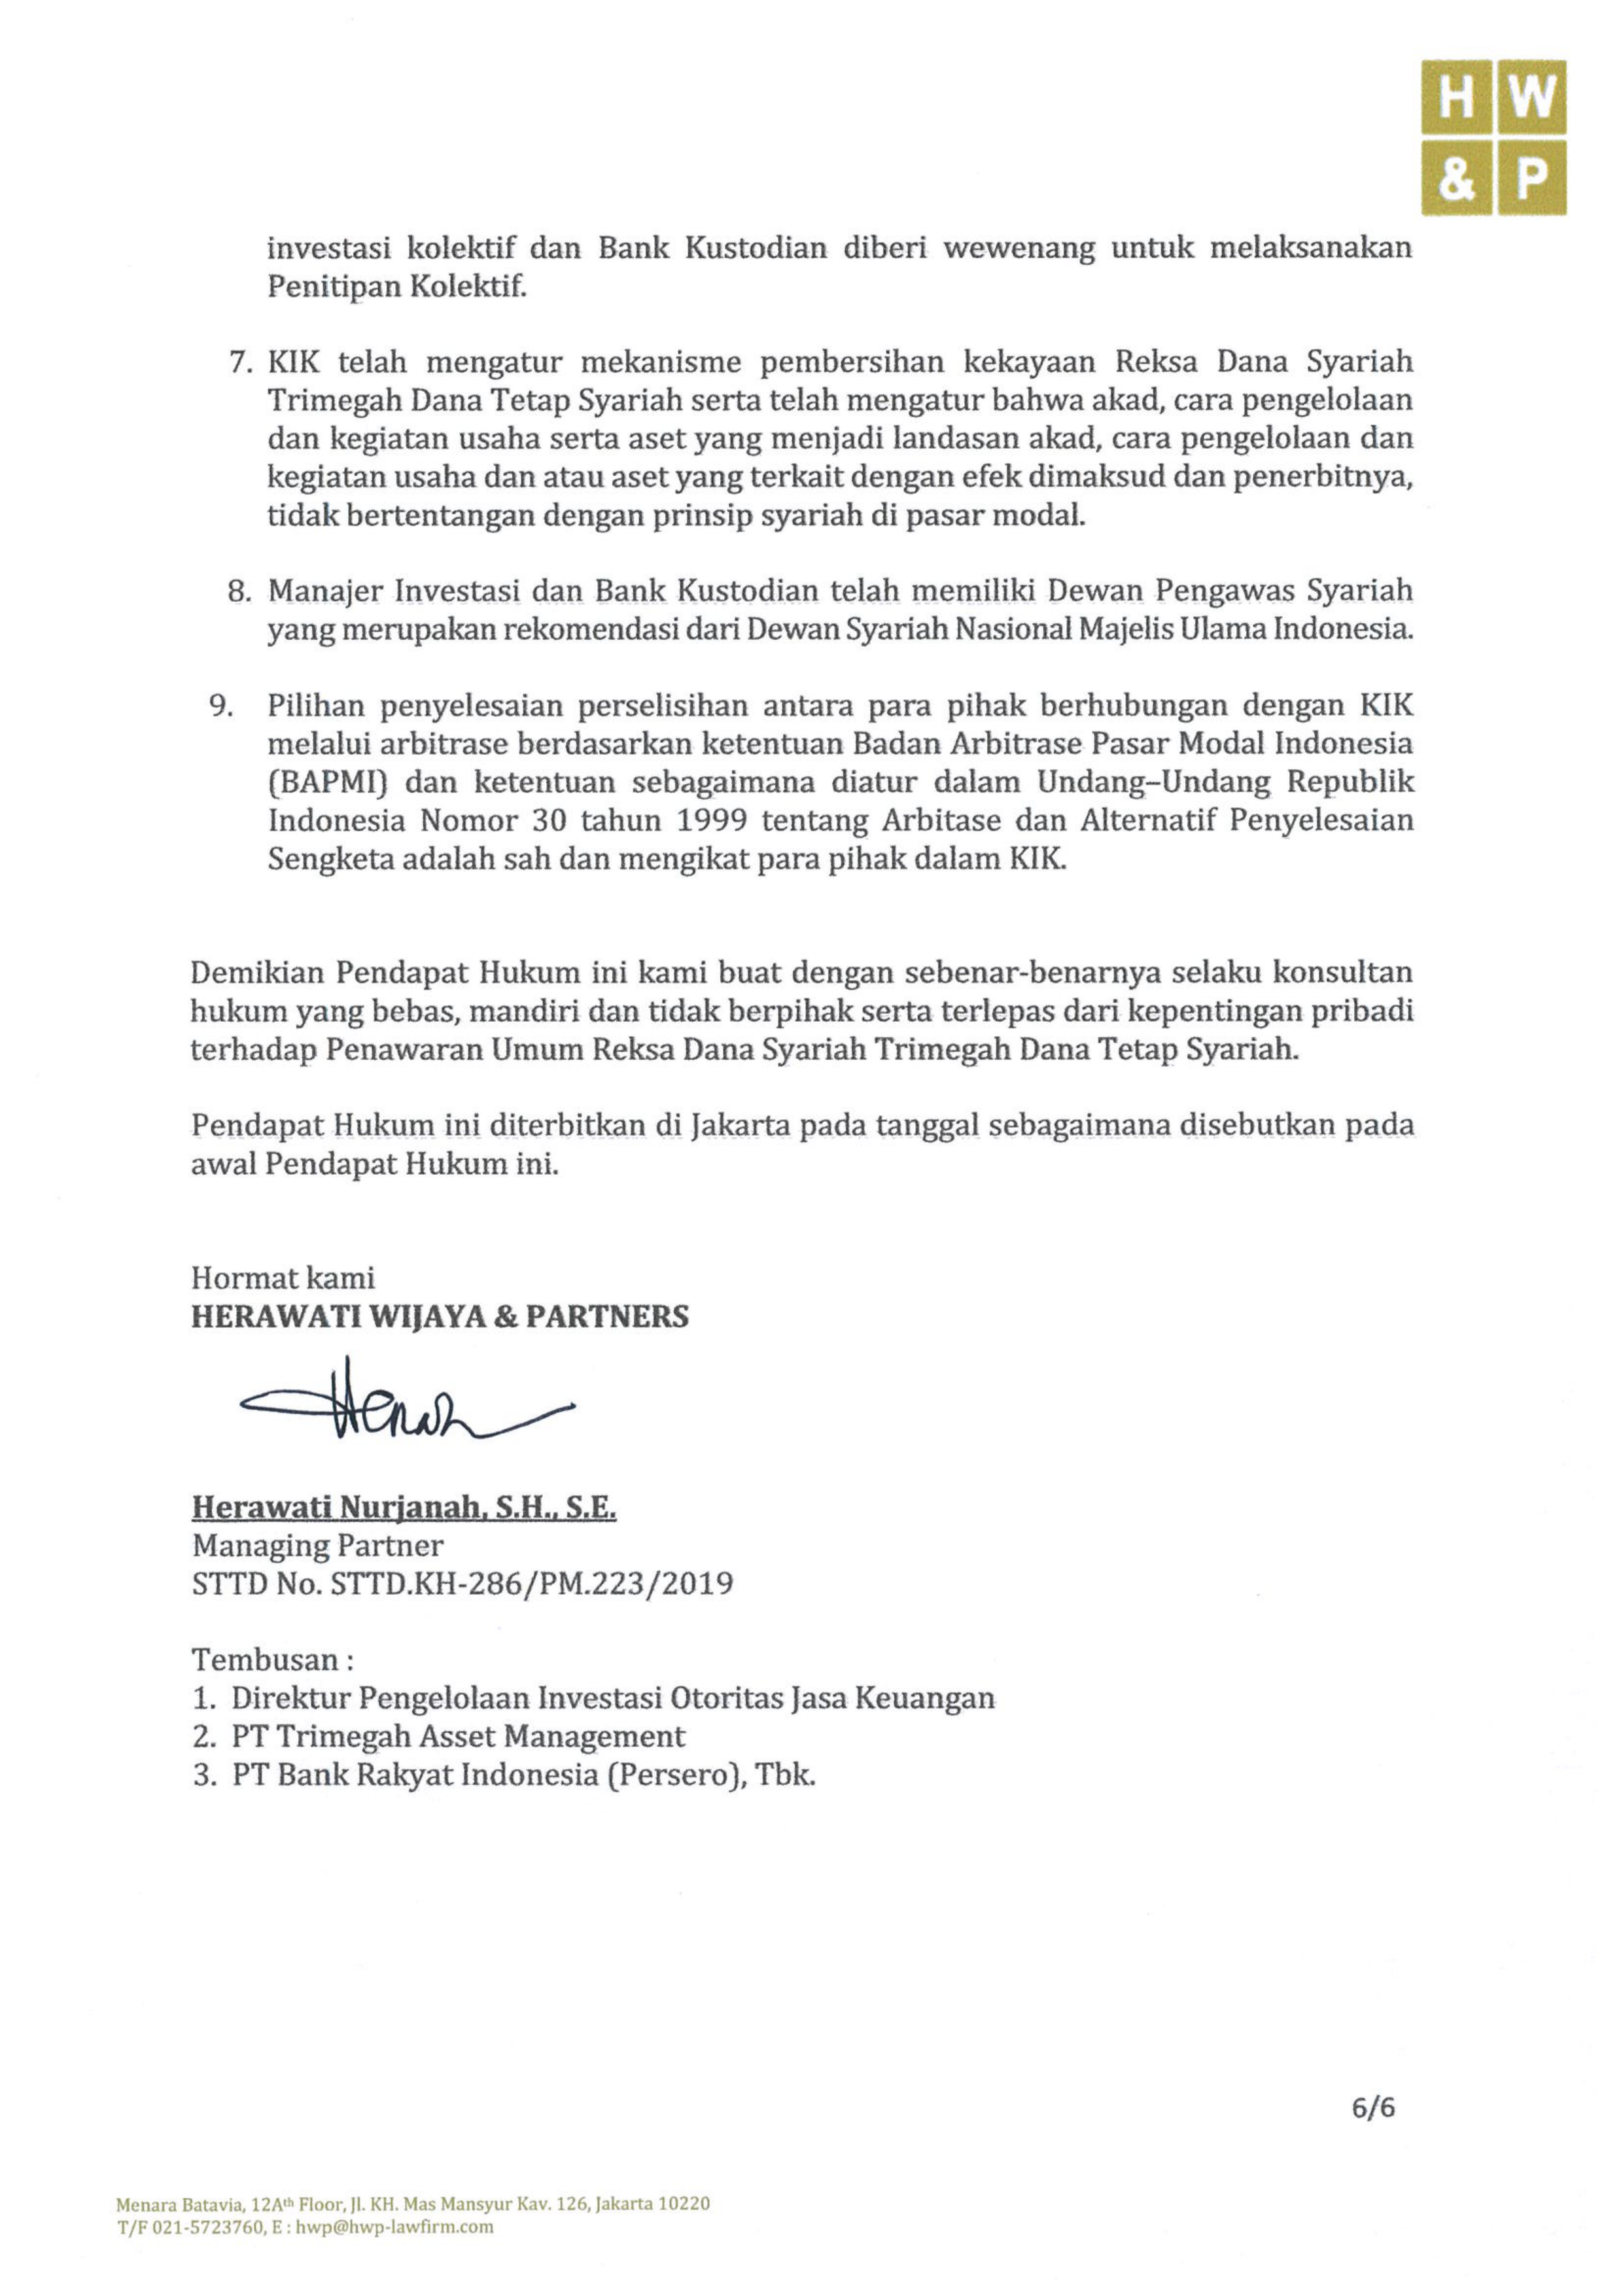 H W
& P
investasi kolektif dan Bank Kustodian diberi wewenang untuk melaksanakan
Penitipan Kolektif.
7. KIK telah mengatur mekanisme pembersihan kekayaan Reksa Dana Syariah
Trimegah Dana Tetap Syariah serta telah mengatur bahwa akad, cara pengelolaan
dan kegiatan usaha serta aset yang menjadi landasan akad, cara pengelolaan dan
kegiatan usaha dan atau aset yang terkait dengan efek dimaksud dan penerbitnya,
tidak bertentangan dengan prinsip syariah di pasar modal.
8. Manajer Investasi dan Bank Kustodian telah memiliki Dewan Pengawas Syariah
yang merupakan rekomendasi dari Dewan Syariah Nasional Majelis Ulama Indonesia.
9. Pilihan penyelesaian perselisihan antara para pihak berhubungan dengan KIK
melalui arbitrase berdasarkan ketentuan Badan Arbitrase Pasar Modal Indonesia
(BAPMI) dan ketentuan sebagaimana diatur dalam Undang–Undang Republik
Indonesia Nomor 30 tahun 1999 tentang Arbitase dan Alternatif Penyelesaian
Sengketa adalah sah dan mengikat para pihak dalam KIK.
Demikian Pendapat Hukum ini kami buat dengan sebenar-benarnya selaku konsultan
hukum yang bebas, mandiri dan tidak berpihak serta terlepas dari kepentingan pribadi
terhadap Penawaran Umum Reksa Dana Syariah Trimegah Dana Tetap Syariah.
Pendapat Hukum ini diterbitkan di Jakarta pada tanggal sebagaimana disebutkan pada
awal Pendapat Hukum ini.
Hormat kami
HERAWATI WIJAYA & PARTNERS
Herawati Nurjanah, S.H., S.E.
Managing Partner
STTD No. STTD.KH-286/PM.223/2019
Tembusan :
1. Direktur Pengelolaan Investasi Otoritas Jasa Keuangan
2. PT Trimegah Asset Management
3. PT Bank Rakyat Indonesia (Persero), Tbk.
6/6
Menara Batavia, 12Ath Floor, Jl. KH. Mas Mansyur Kav. 126, Jakarta 10220
T/F 021-5723760, E : hwp@hwp-lawfirm.com